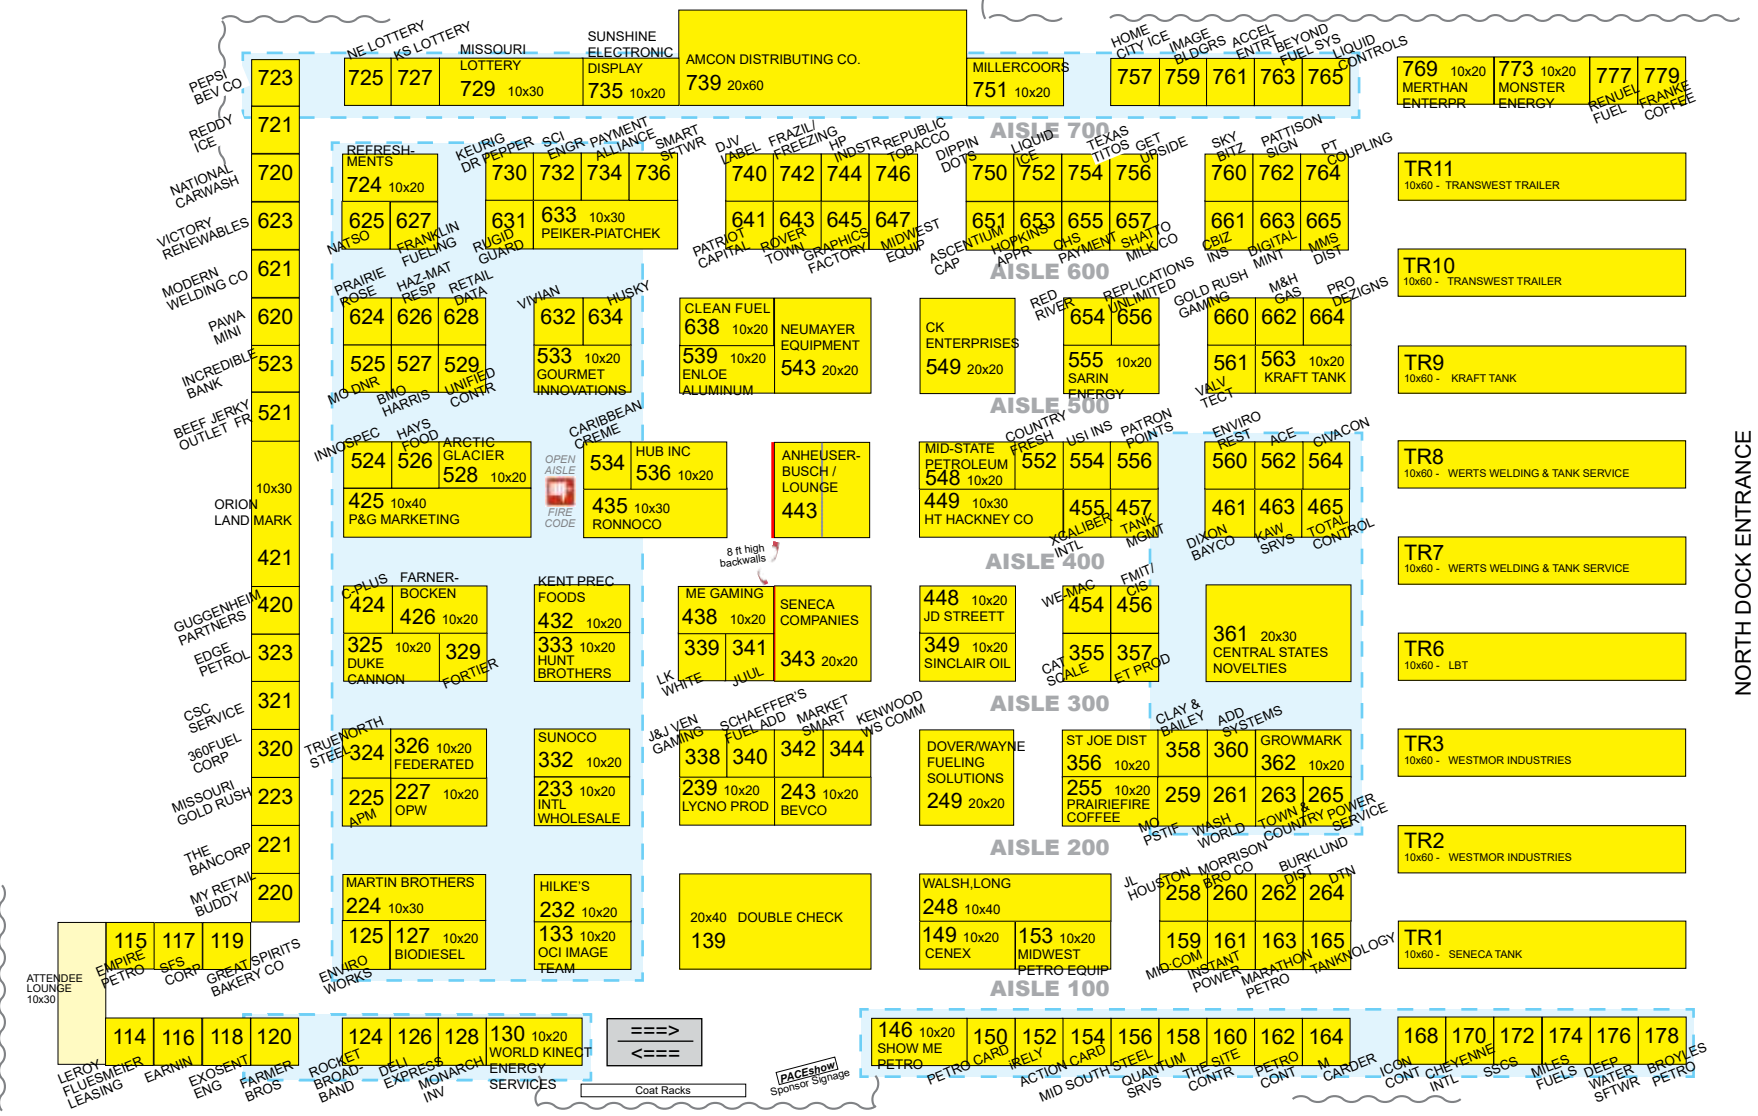 NE LOTTERY
KS LOTTERY
MISSOURI
LOTTERY
SUNSHINE
ELECTRONIC
DISPLAY
AMCON DISTRIBUTING CO.
739 20x60
MILLERCOORS
751 10x20
HOME
CITY ICE
IMAGE
BLDGRS
ACCEL
ENTRT
BEYOND
FUEL SYS
LIQUID
CONTROLS
PEPSI
BEV CO
723
725
727
729 10x30
735 10x20
757
759
761
763
765
769 10x20
MERTHAN
ENTERPR
773 10x20
MONSTER
ENERGY
777
779
RENUEL
FUEL
FRANKE
COFFEE
REDDY
ICE
721
AISLE 700
REFRESH-
MENTS
724 10x20
KEURIG
DR PEPPER
SCI
ENGR
PAYMENT
ALLIANCE
SMART
SFTWR
DJV
LABEL
FRAZIL/
FREEZING
HP
INDSTR
REPUBLIC
TOBACCO
DIPPIN
DOTS
LIQUID
ICE
TEXAS
TITOS
GET
UPSIDE
SKY
BITZ
PATTISON
SIGN
PT
COUPLING
NATIONAL
CARWASH
720
730
732
734
736
740
742
744
746
750
752
754
756
760
762
764
TR11
10x60 - TRANSWEST TRAILER
VICTORY
RENEWABLES
623
625
627
631
633 10x30
PEIKER-PIATCHEK
641
643
645
647
651
653
655
657
661
663
665
NATSO
FRANKLIN
FUELING
RUGID
GUARD
PATRIOT
CAPITAL
ROVER
TOWN
GRAPHICS
FACTORY
MIDWEST
EQUIP
ASCENTIUM
CAP
HOPKINS
APPR
CHS
PAYMENT
SHATTO
MILK CO
CBIZ
INS
DIGITAL
MINT
MMS
DIST
MODERN
WELDING CO
621
AISLE 600
TR10
10x60 - TRANSWEST TRAILER
PRAIRIE
ROSE
HAZ-MAT
RESP
RETAIL
DATA
VIVIAN
HUSKY
CLEAN FUEL
638 10x20
NEUMAYER
EQUIPMENT
543 20x20
CK
ENTERPRISES
549 20x20
RED
RIVER
REPLICATIONS
UNLIMITED
GOLD RUSH
GAMING
M&H
GAS
PRO
DEZIGNS
PAWA
MINI
620
624
626
628
632
634
654
656
660
662
664
INCREDIBLE
BANK
523
525
527
529
533 10x20
GOURMET
INNOVATIONS
539 10x20
ENLOE
ALUMINUM
555 10x20
SARIN
ENERGY
561
563 10x20
KRAFT TANK
TR9
10x60 - KRAFT TANK
MO DNR
BMO
HARRIS
UNIFIED
CONTR
VALV
TECT
BEEF JERKY
OUTLET FR
521
AISLE 500
INNOSPEC
HAYS
FOOD
ARCTIC
GLACIER
528 10x20
CARIBBEAN
CREME
HUB INC
536 10x20
ANHEUSER-
BUSCH /
LOUNGE
443
MID-STATE
PETROLEUM
548 10x20
COUNTRY
FRESH
USI INS
PATRON
POINTS
ENVIRO
REST
ACE
CIVACON
524
526
534
552
554
556
560
562
564
TR8
10x60 - WERTS WELDING & TANK SERVICE
OPEN
AISLE
FIRE
CODE
10x30
ORION
LAND MARK
425 10x40
P&G MARKETING
435 10x30
RONNOCO
449 10x30
HT HACKNEY CO
455
457
461
463
465
XCALIBER
INTL
TANK
MGMT
DIXON
BAYCO
KAW
SRVS
TOTAL
CONTROL
421
8 ft high
backwalls
AISLE 400
TR7
10x60 - WERTS WELDING & TANK SERVICE
C-PLUS
FARNER-
BOCKEN
426 10x20
KENT PREC
FOODS
432 10x20
ME GAMING
438 10x20
SENECA
COMPANIES
343 20x20
448 10x20
JD STREETT
WE-MAC
FMIT/
CIS
GUGGENHEIM
PARTNERS
420
424
454
456
361 20x30
CENTRAL STATES
NOVELTIES
EDGE
PETROL
323
325 10x20
DUKE
CANNON
329
FORTIER
333 10x20
HUNT
BROTHERS
339
341
LK
WHITE
JUUL
349 10x20
SINCLAIR OIL
355
357
CAT
SCALE
ET PROD
TR6
10x60 - LBT
NORTH DOCK ENTRANCE
CSC
SERVICE
321
AISLE 300
TRUENORTH
STEEL
324
326 10x20
FEDERATED
SUNOCO
332 10x20
J&J VEN
GAMING
SCHAEFFER'S
FUEL ADD
MARKET
SMART
KENWOOD
WS COMM
338
340
342
344
DOVER/WAYNE
FUELING
SOLUTIONS
249 20x20
ST JOE DIST
356 10x20
CLAY &
BAILEY
ADD
SYSTEMS
358
360
GROWMARK
362 10x20
360FUEL
CORP
320
TR3
10x60 - WESTMOR INDUSTRIES
MISSOURI
GOLD RUSH
223
225
APM
227 10x20
OPW
233 10x20
INTL
WHOLESALE
239 10x20
LYCNO PROD
243 10x20
BEVCO
255 10x20
PRAIRIEFIRE
COFFEE
259
261
263
265
MO
PSTIF
WASH
WORLD
TOWN &
COUNTRY
POWER
SERVICE
THE
BANCORP
221
AISLE 200
TR2
10x60 - WESTMOR INDUSTRIES
MARTIN BROTHERS
224 10x30
HILKE'S
232 10x20
20x40 DOUBLE CHECK
139
WALSH,LONG
248 10x40
JL
HOUSTON
MORRISON
BRO CO
BURKLUND
DIST
DTN
258
260
262
264
MY RETAIL
BUDDY
220
115
117
119
EMPIRE
PETRO
SFS
CORP
GREAT SPIRITS
BAKERY CO
125
ENVIRO
WORKS
127 10x20
BIODIESEL
133 10x20
OCI IMAGE
TEAM
149 10x20
CENEX
153 10x20
MIDWEST
PETRO EQUIP
159
161
163
165
MID-COM
INSTANT
POWER
MARATHON
PETRO
TANKNOLOGY
TR1
10x60 - SENECA TANK
ATTENDEE
LOUNGE
10x30
AISLE 100
114
116
118
120
124
126
128
130 10x20
WORLD KINECT
ENERGY
SERVICES
===>
<===
146 10x20
SHOW ME
PETRO
150
152
154
156
158
160
162
164
168
170
172
174
176
178
LEROY
FLUESMEIER
LEASING
EARNIN
EXOSENT
ENG
FARMER
BROS
ROCKET
BROAD-
BAND
DELI
EXPRESS
MONARCH
INV
Coat Racks
PACEshow
Sponsor Signage
PETRO CARD
iRELY
ACTION CARD
MID SOUTH STEEL
QUANTUM
SRVS
THE SITE
CONTR
PETRO
CONT
M
CARDER
ICON
CONT
CHEYENNE
INTL
SSCS
MILES
FUELS
DEEP
WATER
SFTWR
BROYLES
PETRO